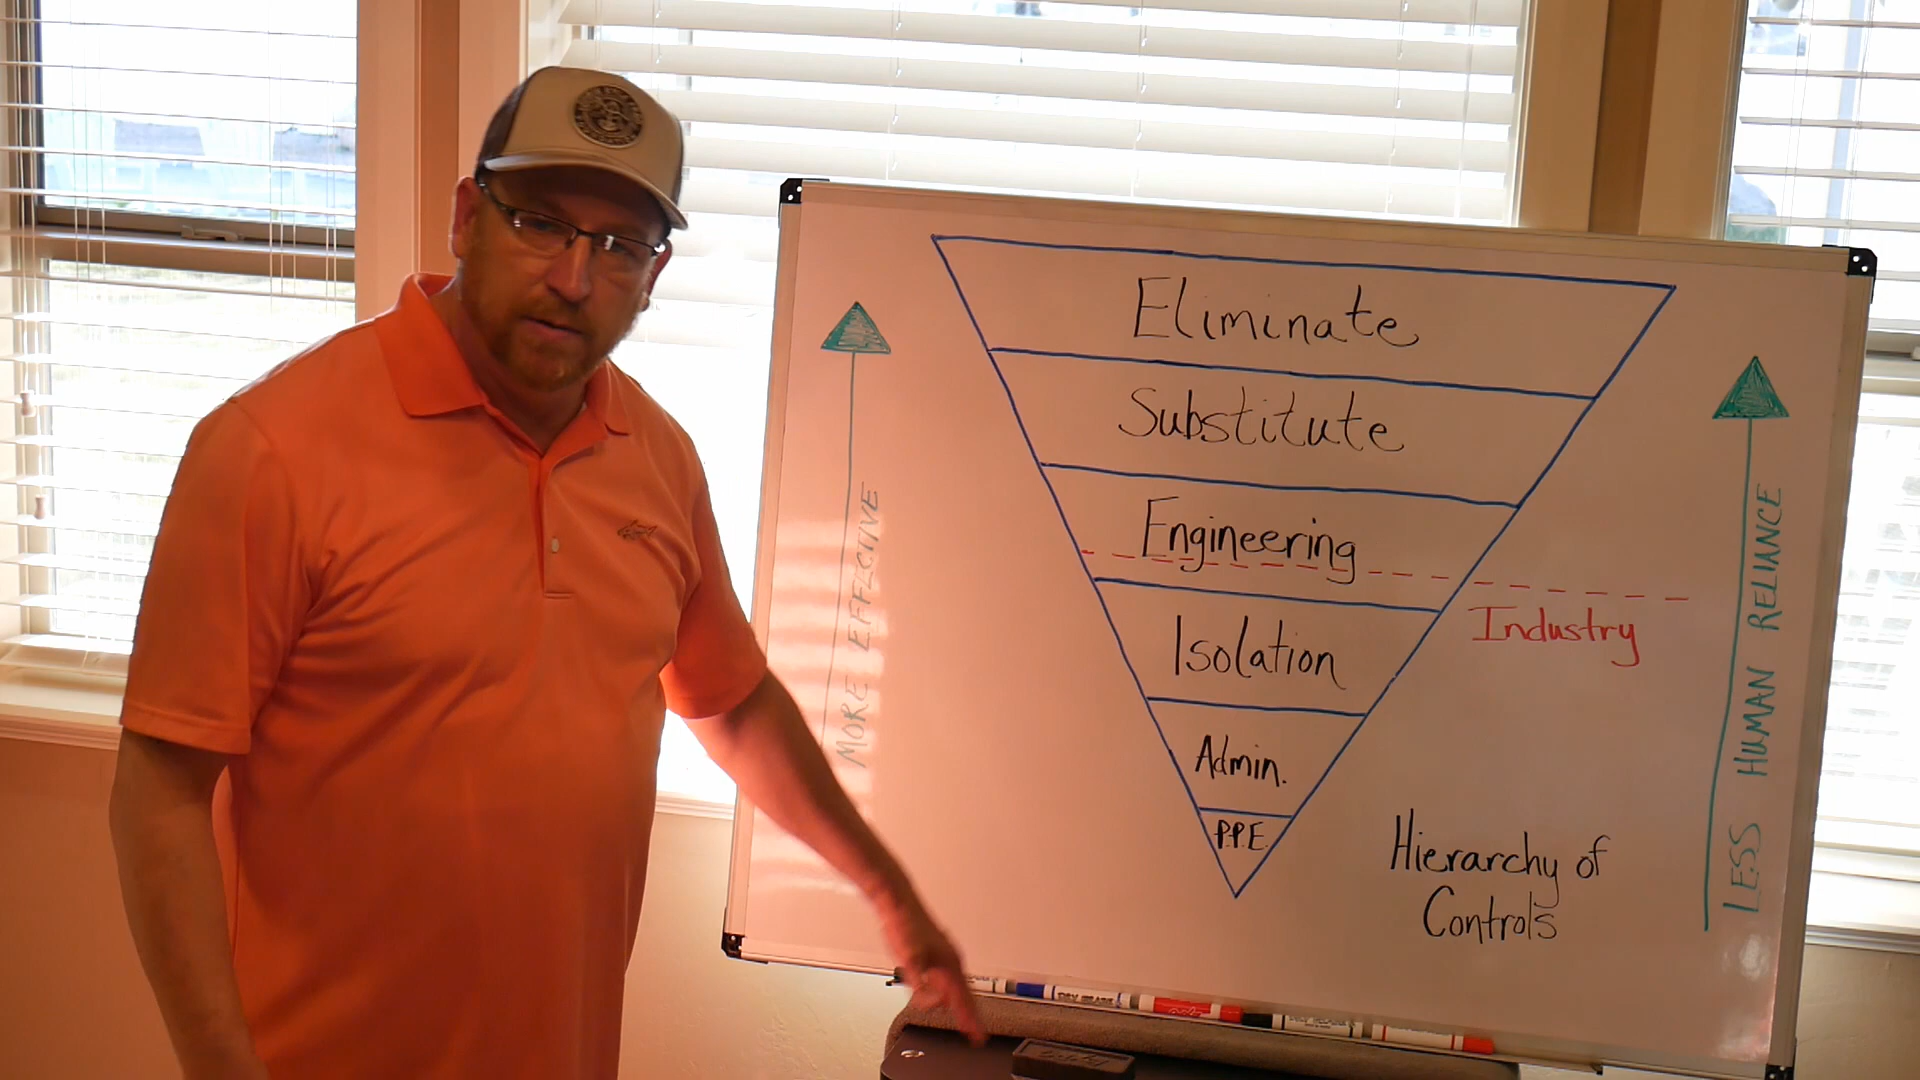 Eliminate
Substitute
Engineering
Isolation
Admin.
P.P.E.
MORE EFFECTIVE
Industry
LESS HUMAN RELIANCE
Hierarchy of
Controls